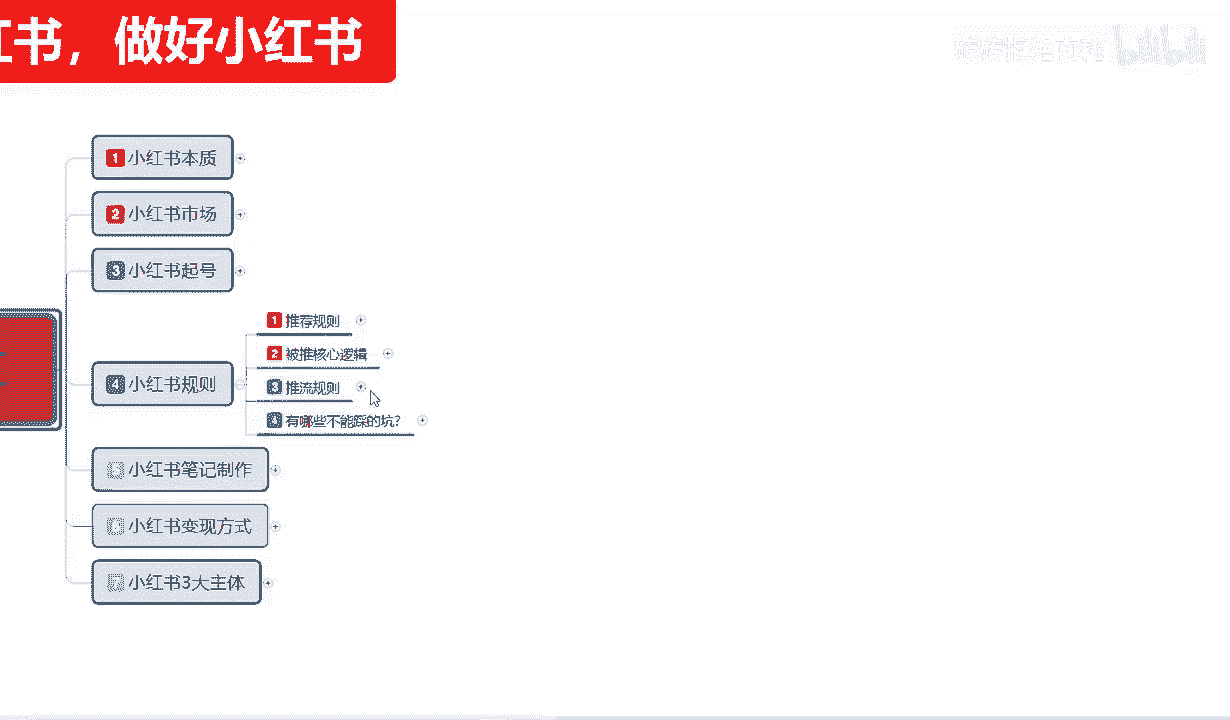 红书，做好小红书
bilibili
1 小红书本质
2 小红书市场
3 小红书起号
4 小红书规则
1 推荐规则
2 被推核心逻辑
3 推流规则
4 有哪些不能踩的坑？
5 小红书笔记制作
6 小红书变现方式
7 小红书3大主体